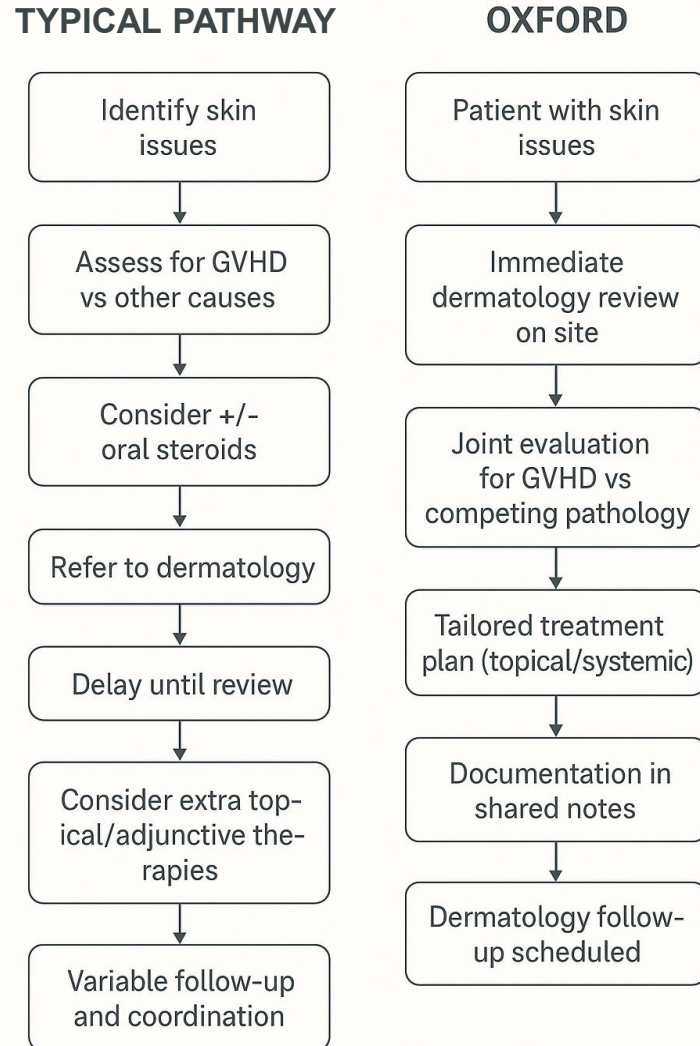 TYPICAL PATHWAY
Identify skin
issues
Assess for GVHD
vs other causes
Consider +/-
oral steroids
Refer to dermatology
Delay until review
Consider extra top-
ical/adjunctive the-
rapies
Variable follow-up
and coordination
OXFORD
Patient with skin
issues
Immediate
dermatology review
on site
Joint evaluation
for GVHD vs
competing pathology
Tailored treatment
plan (topical/systemic)
Documentation in
shared notes
Dermatology follow-
up scheduled